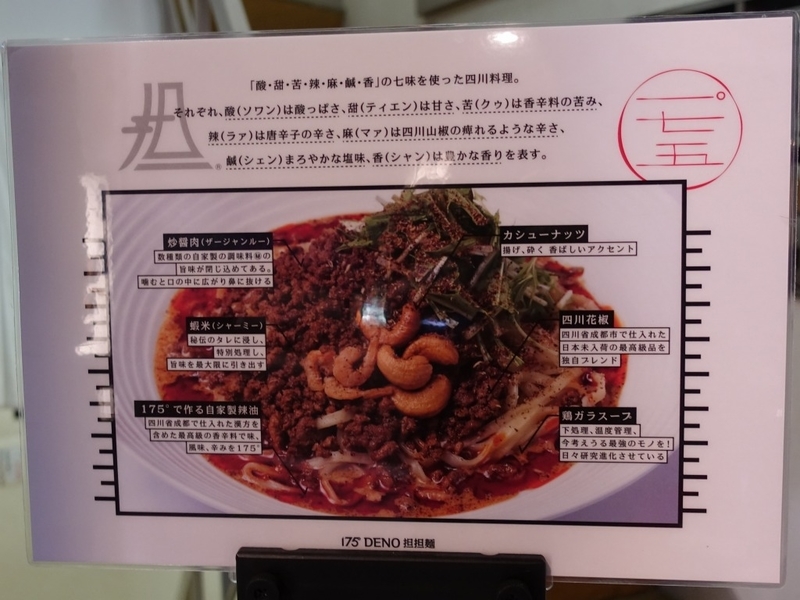 「酸・甜・苦・辣・麻・鹹・香」の七味を使った四川料理。
それぞれ、酸(ソワン)は酸っぱさ、甜(ティエン)は甘さ、苦(クゥ)は香辛料の苦み、
辣(ラァ)は唐辛子の辛さ、麻(マァ)は四川山椒の痺れるような辛さ、
鹹(シェン)まろやかな塩味、香(シャン)は豊かな香りを表す。
®
一七五°
炒醤肉(ザージャンルー)
数種類の自家製の調味料㊙の
旨味が閉じ込めてある。
噛むと口の中に広がり鼻に抜ける
蝦米(シャーミー)
秘伝のタレに浸し、
特別処理し、
旨味を最大限に引き出す
175°で作る自家製辣油
四川省成都で仕入れた漢方を
含めた最高級の香辛料で味、
風味、辛みを175°
カシューナッツ
揚げ、砕く 香ばしいアクセント
四川花椒
四川省成都市で仕入れた
日本未入荷の最高級品を
独自ブレンド
鶏ガラスープ
下処理、温度管理、
今考えうる最強のモノを!
日々研究進化させている
175° DENO 担担麺